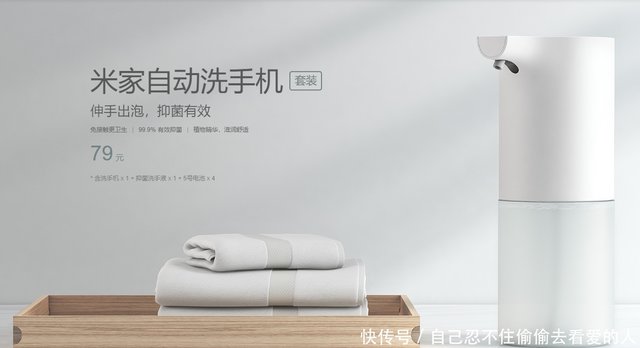 米家自动洗手机 套装
伸手出泡，抑菌有效
免接触更卫生 | 99.9% 有效抑菌 | 植物精华，滋润舒适
79元
* 含洗手机 x 1 + 抑菌洗手液 x 1 + 5号电池 x 4
快传号 / 自己忍不住偷偷去看爱的人